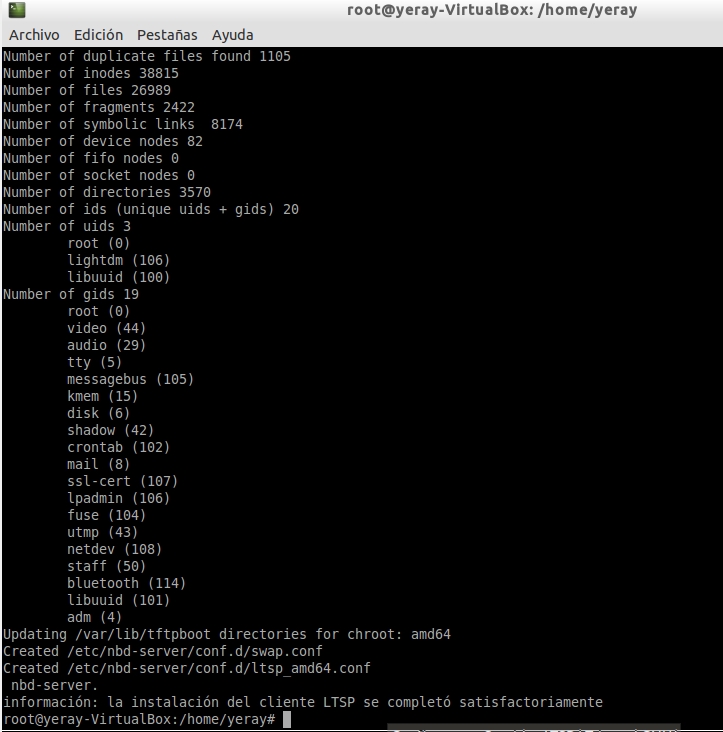 root@yeray-VirtualBox: /home/yeray
Archivo Edición Pestañas Ayuda
Number of duplicate files found 1105
Number of inodes 38815
Number of files 26989
Number of fragments 2422
Number of symbolic links  8174
Number of device nodes 82
Number of fifo nodes 0
Number of socket nodes 0
Number of directories 3570
Number of ids (unique uids + gids) 20
Number of uids 3
        root (0)
        lightdm (106)
        libuuid (100)
Number of gids 19
        root (0)
        video (44)
        audio (29)
        tty (5)
        messagebus (105)
        kmem (15)
        disk (6)
        shadow (42)
        crontab (102)
        mail (8)
        ssl-cert (107)
        lpadmin (106)
        fuse (104)
        utmp (43)
        netdev (108)
        staff (50)
        bluetooth (114)
        libuuid (101)
        adm (4)
Updating /var/lib/tftpboot directories for chroot: amd64
Created /etc/nbd-server/conf.d/swap.conf
Created /etc/nbd-server/conf.d/ltsp_amd64.conf
 nbd-server.
información: la instalación del cliente LTSP se completó satisfactoriamente
root@yeray-VirtualBox:/home/yeray#